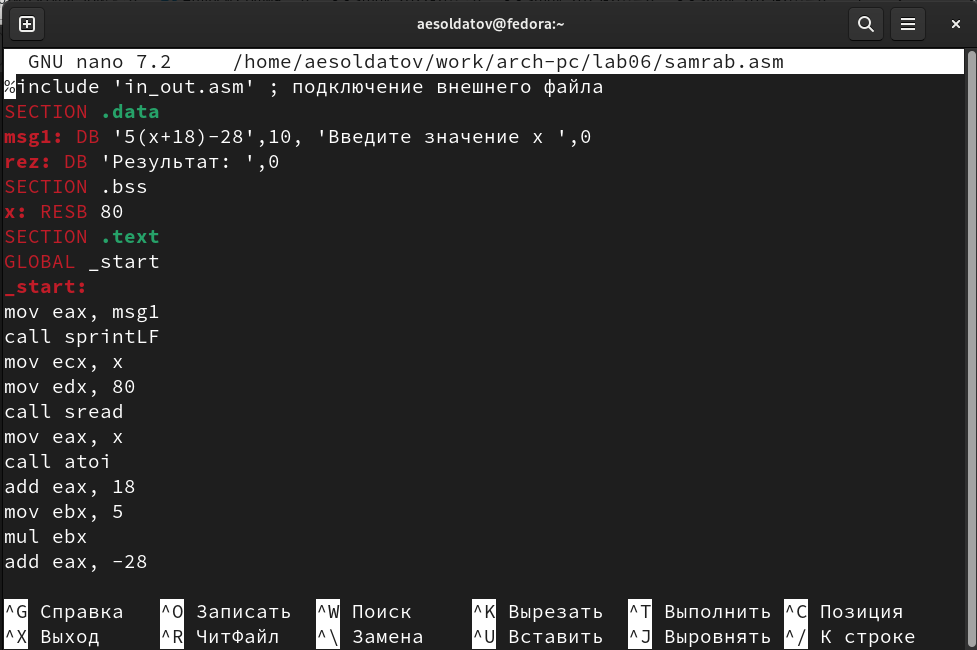 aesoldatov@fedora:~
GNU nano 7.2 /home/aesoldatov/work/arch-pc/lab06/samrab.asm
%include 'in_out.asm' ; подключение внешнего файла
SECTION .data
msg1: DB '5(x+18)-28',10, 'Введите значение x ',0
rez: DB 'Результат: ',0
SECTION .bss
x: RESB 80
SECTION .text
GLOBAL _start
_start:
mov eax, msg1
call sprintLF
mov ecx, x
mov edx, 80
call sread
mov eax, x
call atoi
add eax, 18
mov ebx, 5
mul ebx
add eax, -28
^G Справка ^O Записать ^W Поиск ^K Вырезать ^T Выполнить ^C Позиция
^X Выход ^R ЧитФайл ^\ Замена ^U Вставить ^J Выровнять ^/ К строке